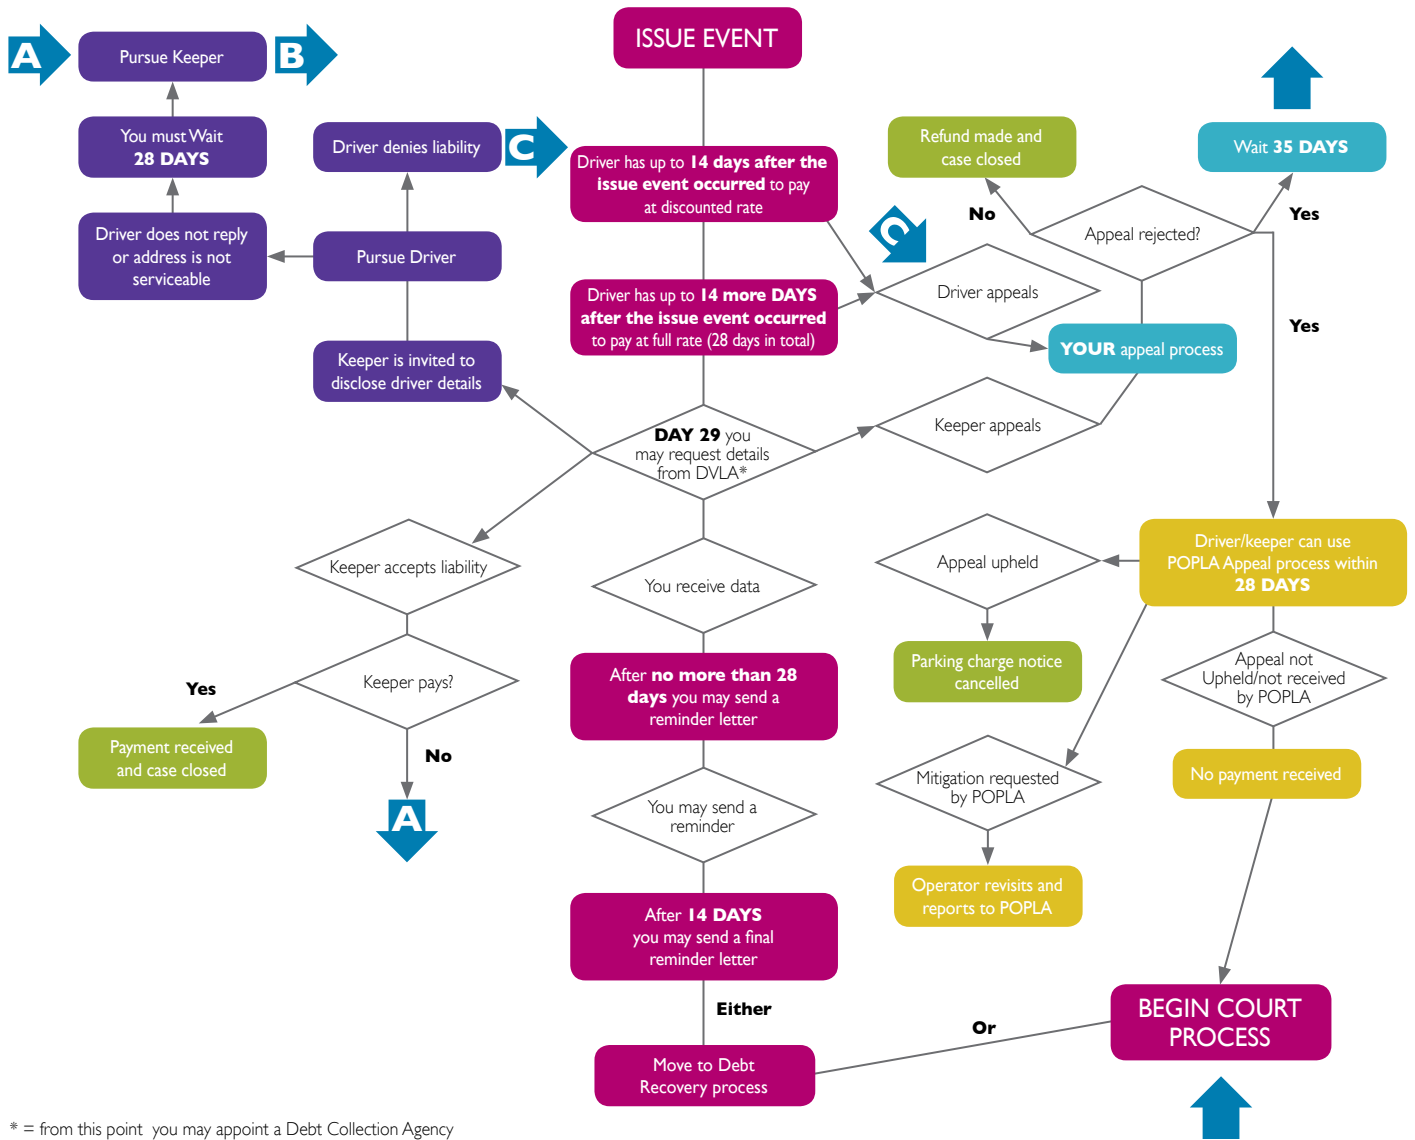 ISSUE EVENT
A
Pursue Keeper
B
You must Wait
28 DAYS
Driver denies liability
C
Driver has up to 14 days after the
issue event occurred to pay
at discounted rate
Refund made and
case closed
Wait 35 DAYS
No
Yes
Appeal rejected?
Driver does not reply
or address is not
serviceable
Pursue Driver
C
Driver has up to 14 more DAYS
after the issue event occurred
to pay at full rate (28 days in total)
Driver appeals
Yes
YOUR appeal process
Keeper is invited to
disclose driver details
DAY 29 you
may request details
from DVLA*
Keeper appeals
Keeper accepts liability
You receive data
Appeal upheld
Driver/keeper can use
POPLA Appeal process within
28 DAYS
Parking charge notice
cancelled
Appeal not
Upheld/not received
by POPLA
Yes
Keeper pays?
After no more than 28
days you may send a
reminder letter
Payment received
and case closed
No
A
You may send a
reminder
Mitigation requested
by POPLA
No payment received
Operator revisits and
reports to POPLA
After 14 DAYS
you may send a final
reminder letter
Either
Or
BEGIN COURT
PROCESS
Move to Debt
Recovery process
* = from this point you may appoint a Debt Collection Agency